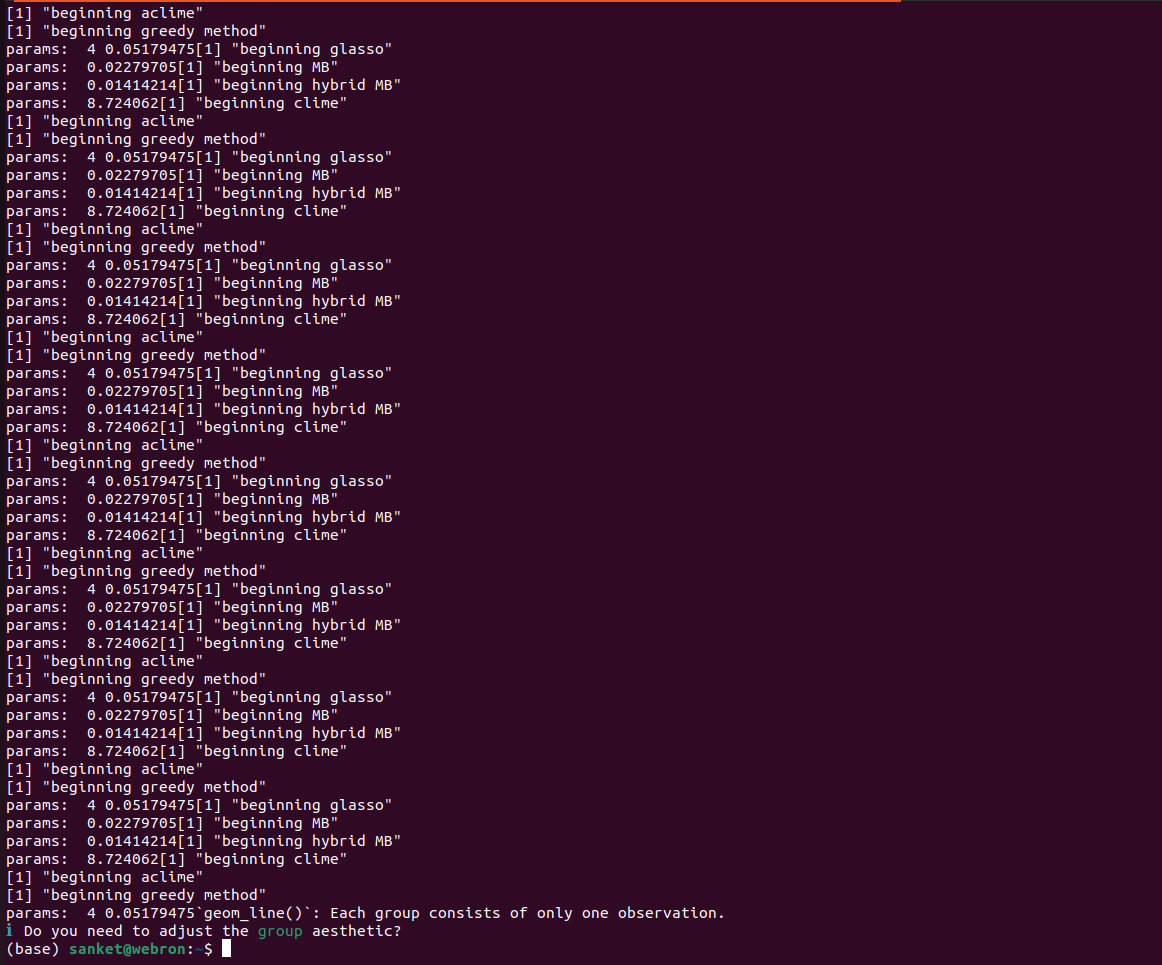 [1] "beginning aclime"
[1] "beginning greedy method"
params:  4 0.05179475[1] "beginning glasso"
params:  0.02279705[1] "beginning MB"
params:  0.01414214[1] "beginning hybrid MB"
params:  8.724062[1] "beginning clime"
[1] "beginning aclime"
[1] "beginning greedy method"
params:  4 0.05179475[1] "beginning glasso"
params:  0.02279705[1] "beginning MB"
params:  0.01414214[1] "beginning hybrid MB"
params:  8.724062[1] "beginning clime"
[1] "beginning aclime"
[1] "beginning greedy method"
params:  4 0.05179475[1] "beginning glasso"
params:  0.02279705[1] "beginning MB"
params:  0.01414214[1] "beginning hybrid MB"
params:  8.724062[1] "beginning clime"
[1] "beginning aclime"
[1] "beginning greedy method"
params:  4 0.05179475[1] "beginning glasso"
params:  0.02279705[1] "beginning MB"
params:  0.01414214[1] "beginning hybrid MB"
params:  8.724062[1] "beginning clime"
[1] "beginning aclime"
[1] "beginning greedy method"
params:  4 0.05179475[1] "beginning glasso"
params:  0.02279705[1] "beginning MB"
params:  0.01414214[1] "beginning hybrid MB"
params:  8.724062[1] "beginning clime"
[1] "beginning aclime"
[1] "beginning greedy method"
params:  4 0.05179475[1] "beginning glasso"
params:  0.02279705[1] "beginning MB"
params:  0.01414214[1] "beginning hybrid MB"
params:  8.724062[1] "beginning clime"
[1] "beginning aclime"
[1] "beginning greedy method"
params:  4 0.05179475[1] "beginning glasso"
params:  0.02279705[1] "beginning MB"
params:  0.01414214[1] "beginning hybrid MB"
params:  8.724062[1] "beginning clime"
[1] "beginning aclime"
[1] "beginning greedy method"
params:  4 0.05179475[1] "beginning glasso"
params:  0.02279705[1] "beginning MB"
params:  0.01414214[1] "beginning hybrid MB"
params:  8.724062[1] "beginning clime"
[1] "beginning aclime"
[1] "beginning greedy method"
params:  4 0.05179475`geom_line()`: Each group consists of only one observation.
ℹ Do you need to adjust the group aesthetic?
(base) sanket@webron:~$